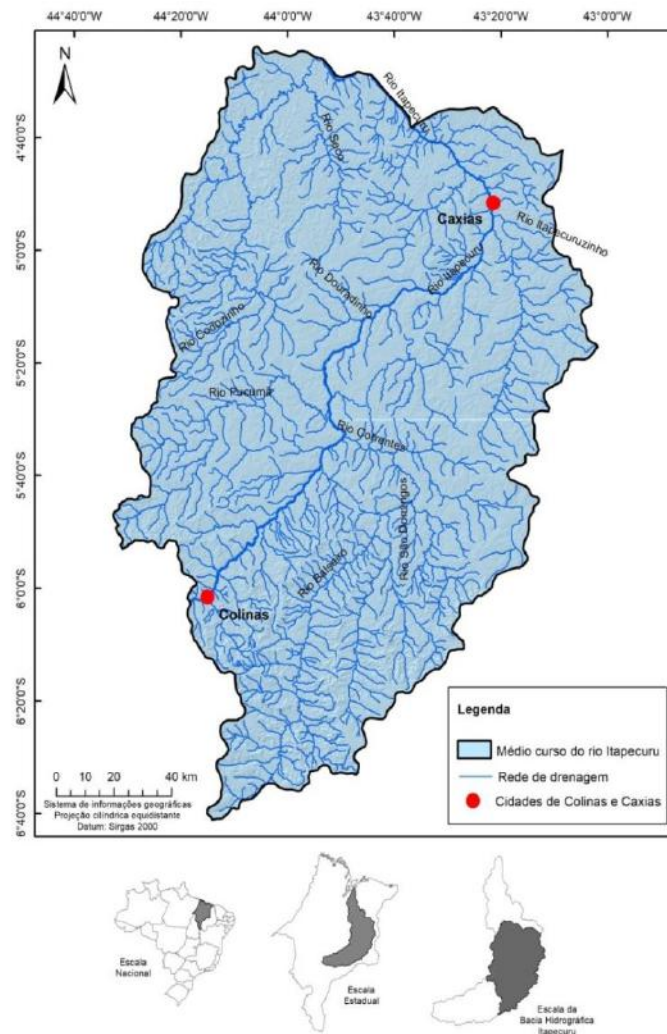 44°40'0"W 44°20'0"W 44°0'0"W 43°40'0"W 43°20'0"W 43°0'0"W
N
4°40'0"S
5°0'0"S
5°20'0"S
5°40'0"S
6°0'0"S
6°20'0"S
6°40'0"S
Rio Itapecuru
Rio Seco
Caxias
Rio Itapecuruzinho
Rio Itapecuru
Rio Douradinho
Rio Codozinho
Rio Pucumã
Rio Correntes
Rio São Domingos
Rio Balseiro
Colinas
Legenda
Médio curso do rio Itapecuru
Rede de drenagem
Cidades de Colinas e Caxias
0 10 20 40 km
Sistema de informações geográficas
Projeção cilíndrica equidistante
Datum: Sirgas 2000
Escala
Nacional
Escala
Estadual
Escala da
Bacia Hidrográfica
Itapecuru